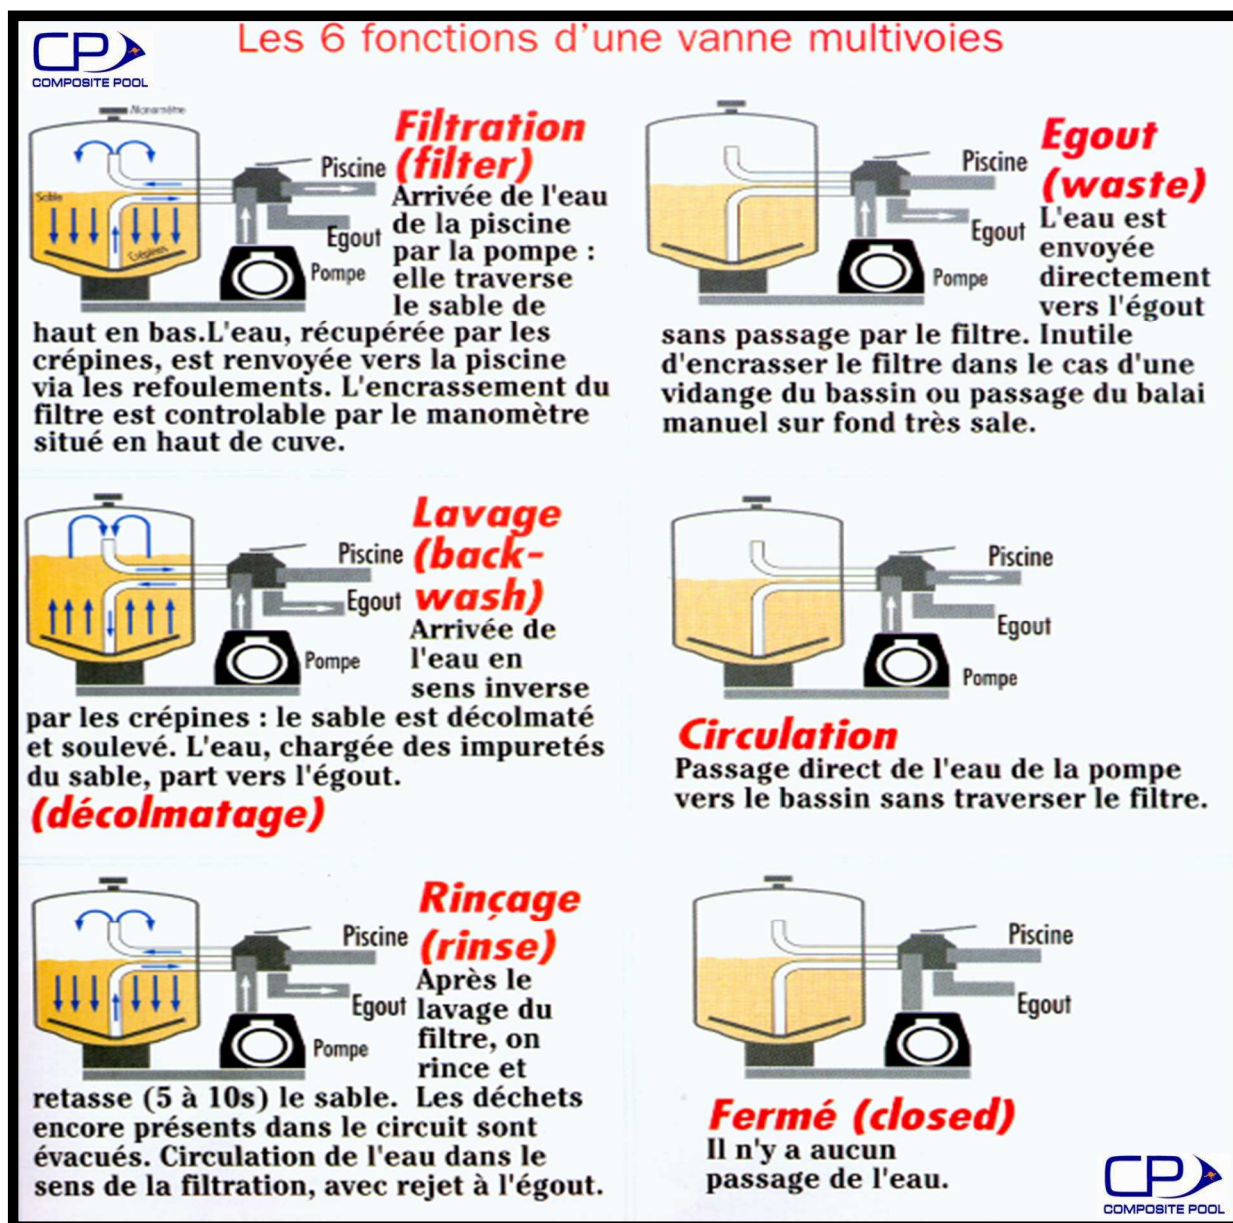 CP
COMPOSITE POOL
Les 6 fonctions d'une vanne multivoies
Manomètre
Sable
Crépines
Piscine
Egout
Pompe
Filtration
(filter)
Arrivée de l'eau
de la piscine
par la pompe :
elle traverse
le sable de
haut en bas.L'eau, récupérée par les
crépines, est renvoyée vers la piscine
via les refoulements. L'encrassement du
filtre est controlable par le manomètre
situé en haut de cuve.
Piscine
Egout
Pompe
Egout
(waste)
L'eau est
envoyée
directement
vers l'égout
sans passage par le filtre. Inutile
d'encrasser le filtre dans le cas d'une
vidange du bassin ou passage du balai
manuel sur fond très sale.
Piscine
Egout
Pompe
Lavage
(back-
wash)
Arrivée de
l'eau en
sens inverse
par les crépines : le sable est décolmaté
et soulevé. L'eau, chargée des impuretés
du sable, part vers l'égout.
(décolmatage)
Piscine
Egout
Pompe
Circulation
Passage direct de l'eau de la pompe
vers le bassin sans traverser le filtre.
Piscine
Egout
Pompe
Rinçage
(rinse)
Après le
lavage du
filtre, on
rince et
retasse (5 à 10s) le sable. Les déchets
encore présents dans le circuit sont
évacués. Circulation de l'eau dans le
sens de la filtration, avec rejet à l'égout.
Piscine
Egout
Fermé (closed)
Il n'y a aucun
passage de l'eau.
CP
COMPOSITE POOL